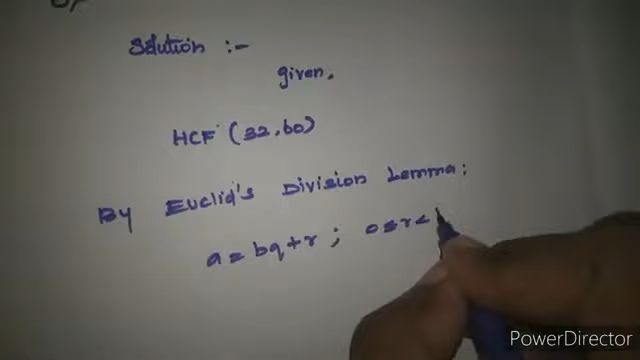 Solution :-
given,
HCF (32,60)
By Euclid's Division Lemma:
a = bq + r ; 0 ≤ r <
PowerDirector